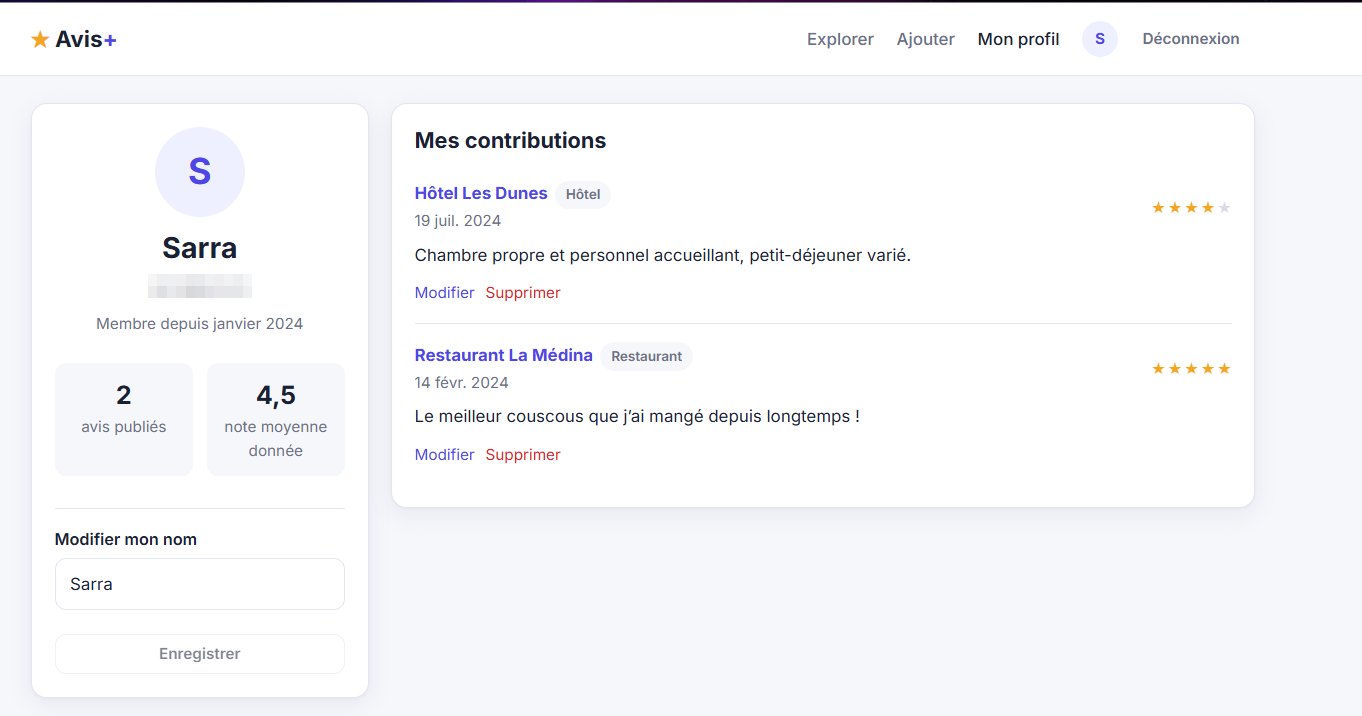 ★ Avis+
Explorer Ajouter Mon profil S Déconnexion
S
Sarra
Membre depuis janvier 2024
2
avis publiés
4,5
note moyenne
donnée
Modifier mon nom
Sarra
Enregistrer
Mes contributions
Hôtel Les Dunes Hôtel
19 juil. 2024
★★★★★
Chambre propre et personnel accueillant, petit-déjeuner varié.
Modifier Supprimer
Restaurant La Médina Restaurant
14 févr. 2024
★★★★★
Le meilleur couscous que j’ai mangé depuis longtemps !
Modifier Supprimer